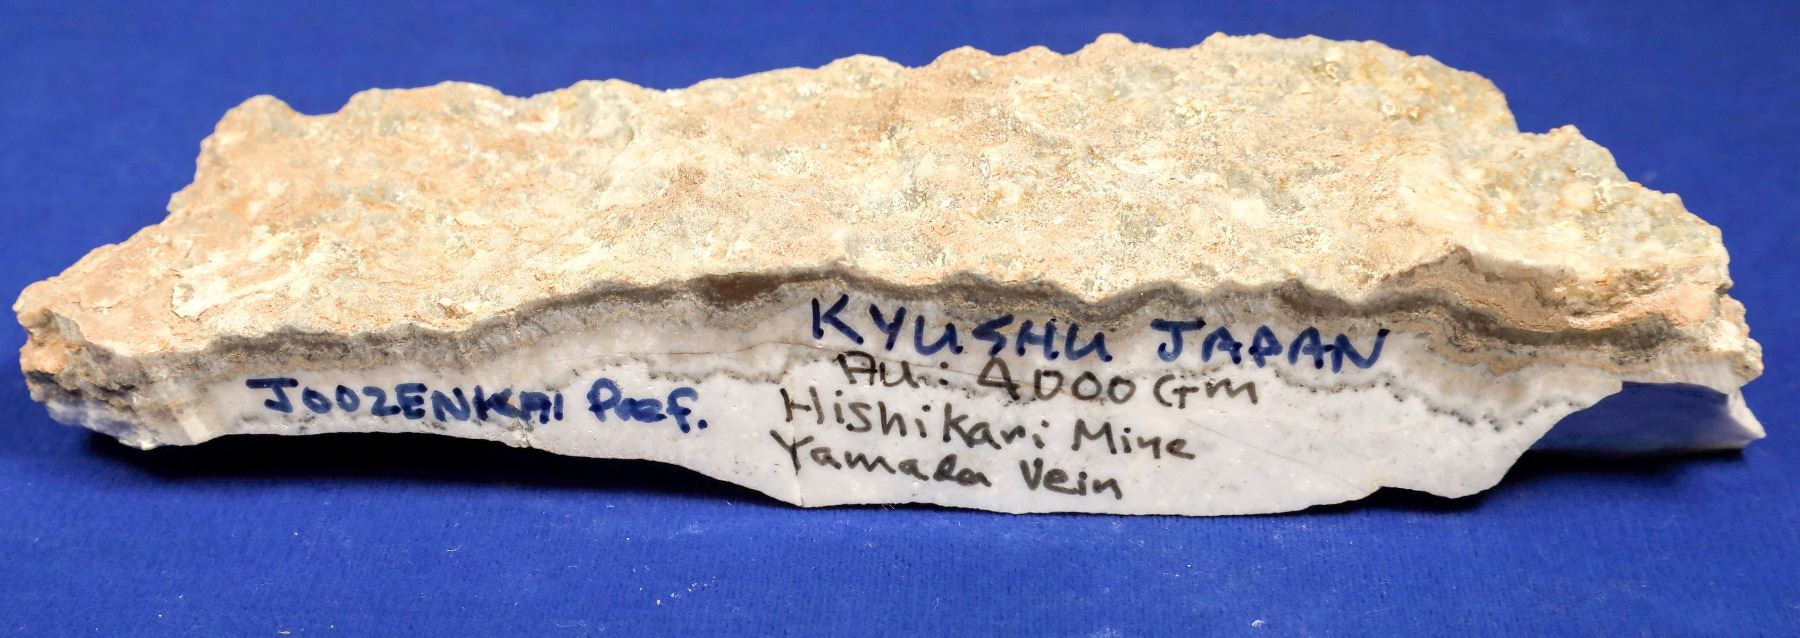 KYUSHU JAPAN
Au: 4000 Gm
JOOZENKAI Pref.
Hishikari Mine
Yamada Vein